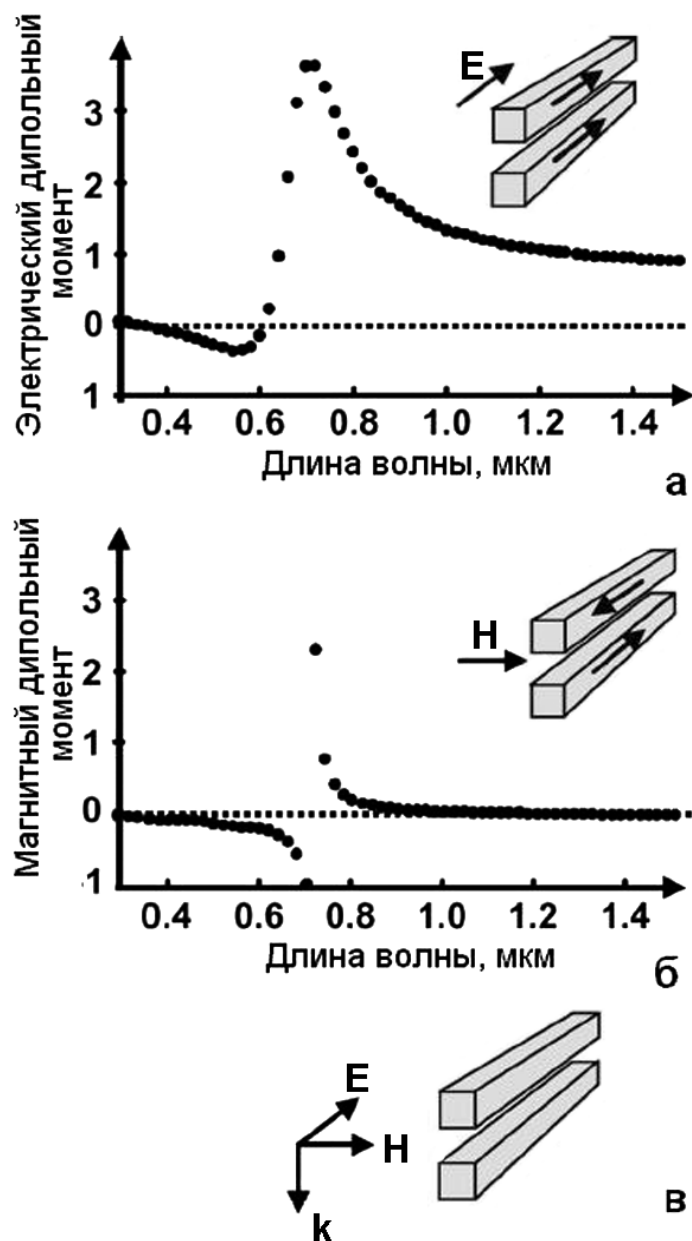 Электрический дипольный
момент
3
2
1
0
1
E
0.4 0.6 0.8 1.0 1.2 1.4
Длина волны, мкм
а
Магнитный дипольный
момент
3
2
1
0
1
H
0.4 0.6 0.8 1.0 1.2 1.4
Длина волны, мкм
б
E
H
k
в